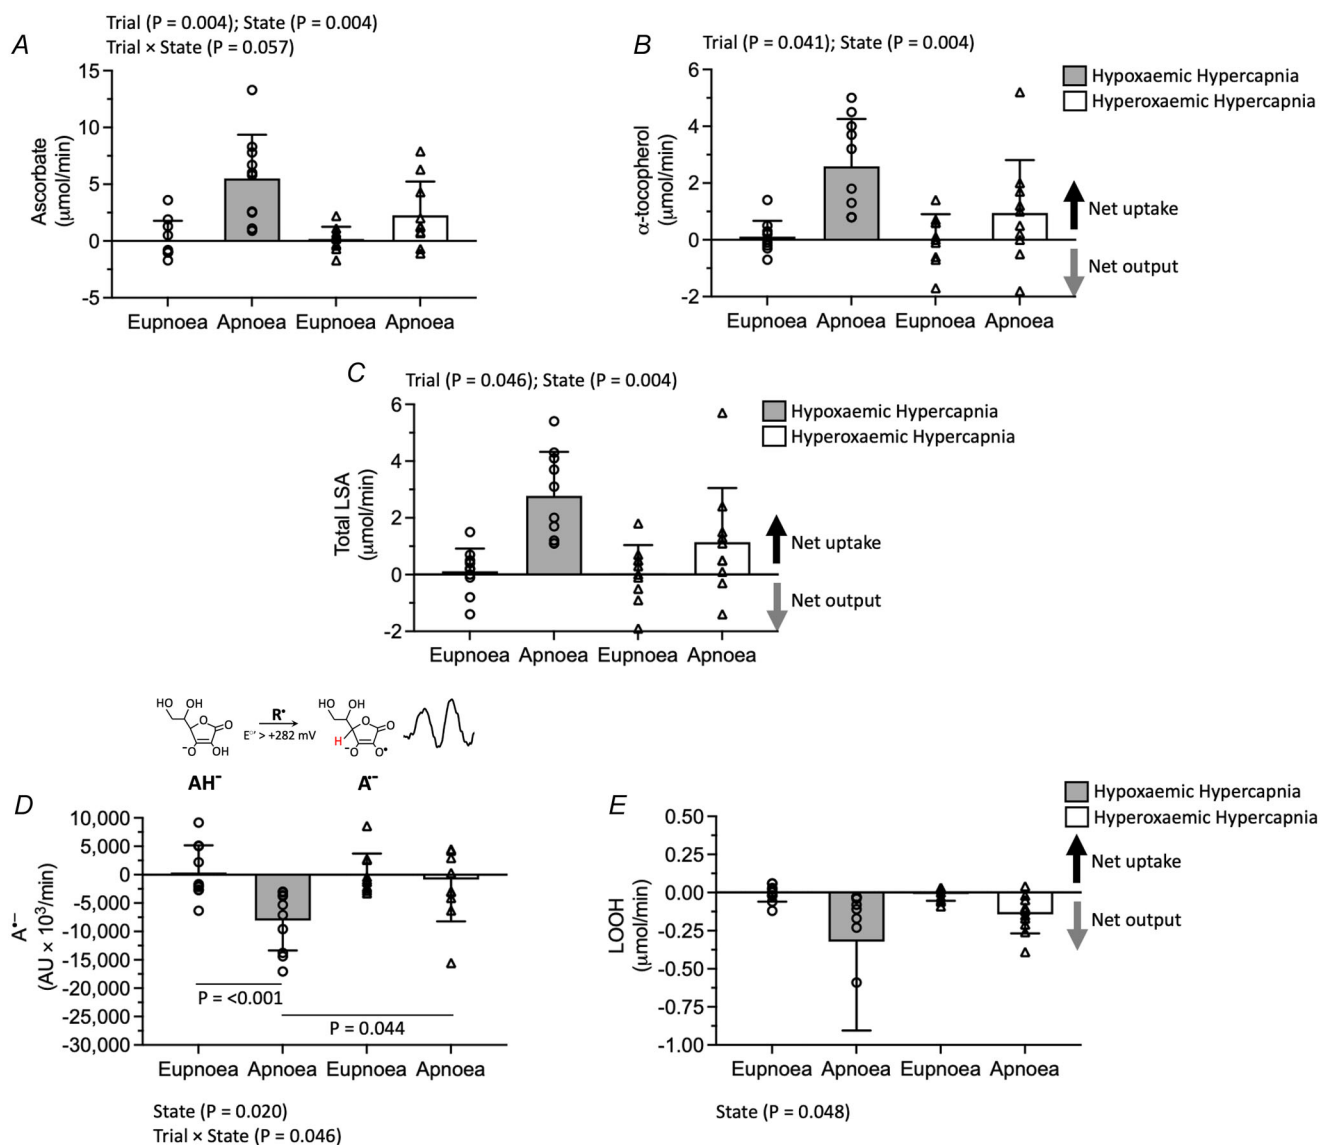 A
Trial (P = 0.004); State (P = 0.004)
Trial × State (P = 0.057)
15
10
5
0
-5
Ascorbate
(μmol/min)
Eupnoea Apnoea Eupnoea Apnoea
B
Trial (P = 0.041); State (P = 0.004)
6
4
2
0
-2
α-tocopherol
(μmol/min)
Eupnoea Apnoea Eupnoea Apnoea
Hypoxaemic Hypercapnia
Hyperoxaemic Hypercapnia
Net uptake
Net output
C
Trial (P = 0.046); State (P = 0.004)
6
4
2
0
-2
Total LSA
(μmol/min)
Eupnoea Apnoea Eupnoea Apnoea
Hypoxaemic Hypercapnia
Hyperoxaemic Hypercapnia
Net uptake
Net output
HO OH
O
O
⁻O OH
R•
E°′ > +282 mV
HO OH
O
O
H
⁻O O•
AH⁻
A•⁻
D
10,000
5,000
0
-5,000
-10,000
-15,000
-20,000
-25,000
-30,000
A•–
(AU × 10³/min)
P = <0.001
P = 0.044
Eupnoea Apnoea Eupnoea Apnoea
State (P = 0.020)
Trial × State (P = 0.046)
E
0.50
0.25
0.00
-0.25
-0.50
-0.75
-1.00
LOOH
(μmol/min)
Eupnoea Apnoea Eupnoea Apnoea
State (P = 0.048)
Hypoxaemic Hypercapnia
Hyperoxaemic Hypercapnia
Net uptake
Net output